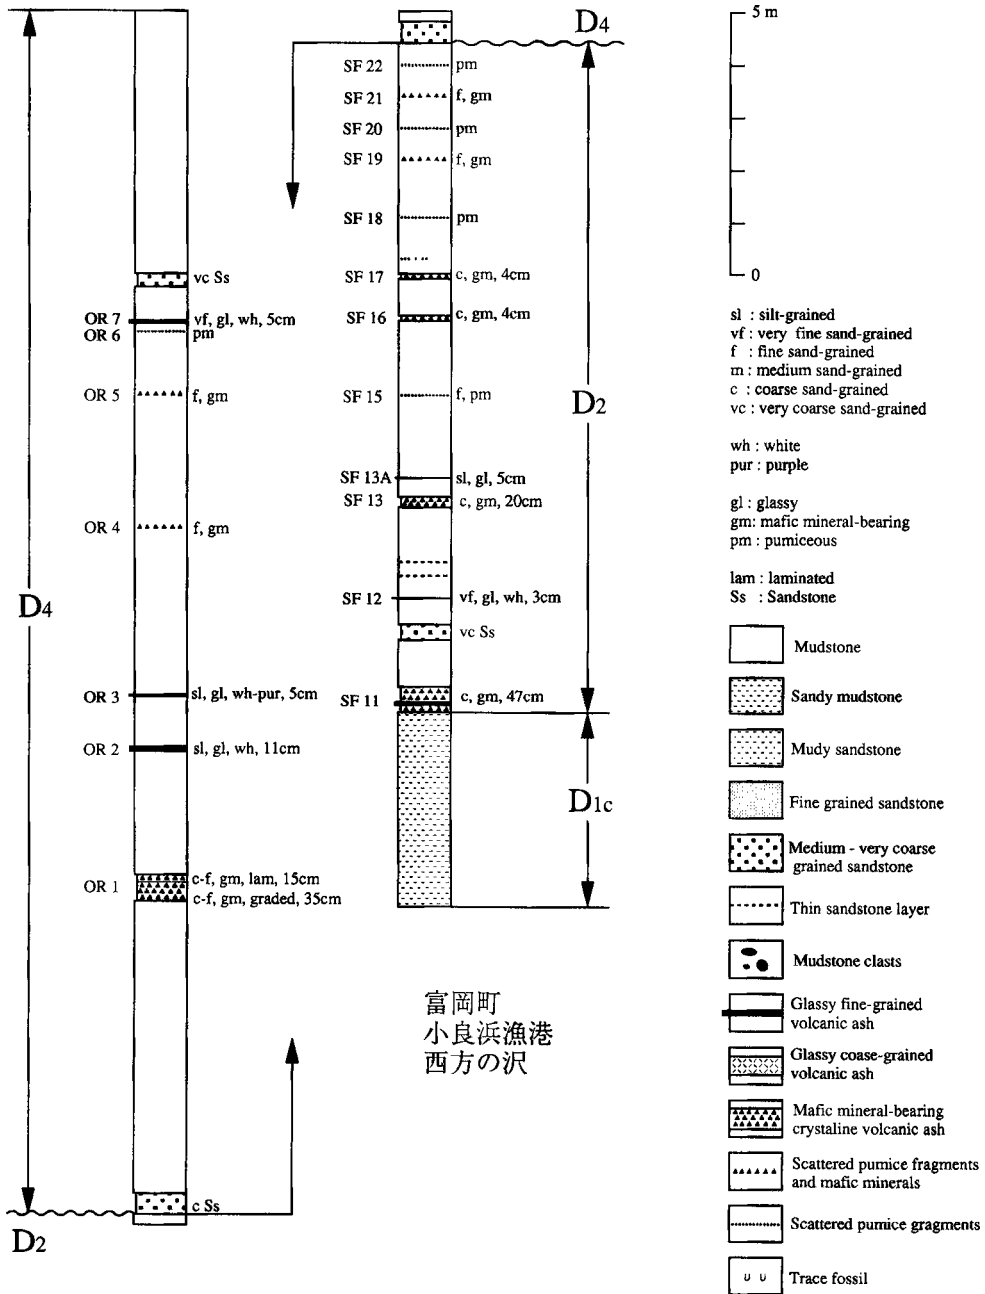 D4
vc Ss
OR 7 vf, gl, wh, 5cm
OR 6 pm
OR 5 f, gm
OR 4 f, gm
OR 3 sl, gl, wh-pur, 5cm
OR 2 sl, gl, wh, 11cm
OR 1 c-f, gm, lam, 15cm
c-f, gm, graded, 35cm
c Ss
D2
D4
SF 22 pm
SF 21 f, gm
SF 20 pm
SF 19 f, gm
SF 18 pm
SF 17 c, gm, 4cm
SF 16 c, gm, 4cm
SF 15 f, pm
D2
SF 13A sl, gl, 5cm
SF 13 c, gm, 20cm
SF 12 vf, gl, wh, 3cm
vc Ss
SF 11 c, gm, 47cm
D1c
富岡町
小良浜漁港
西方の沢
5 m
0
sl : silt-grained
vf : very fine sand-grained
f : fine sand-grained
m : medium sand-grained
c : coarse sand-grained
vc : very coarse sand-grained
wh : white
pur : purple
gl : glassy
gm: mafic mineral-bearing
pm : pumiceous
lam : laminated
Ss : Sandstone
Mudstone
Sandy mudstone
Mudy sandstone
Fine grained sandstone
Medium - very coarse
grained sandstone
Thin sandstone layer
Mudstone clasts
Glassy fine-grained
volcanic ash
Glassy coase-grained
volcanic ash
Mafic mineral-bearing
crystaline volcanic ash
Scattered pumice fragments
and mafic minerals
Scattered pumice gragments
Trace fossil